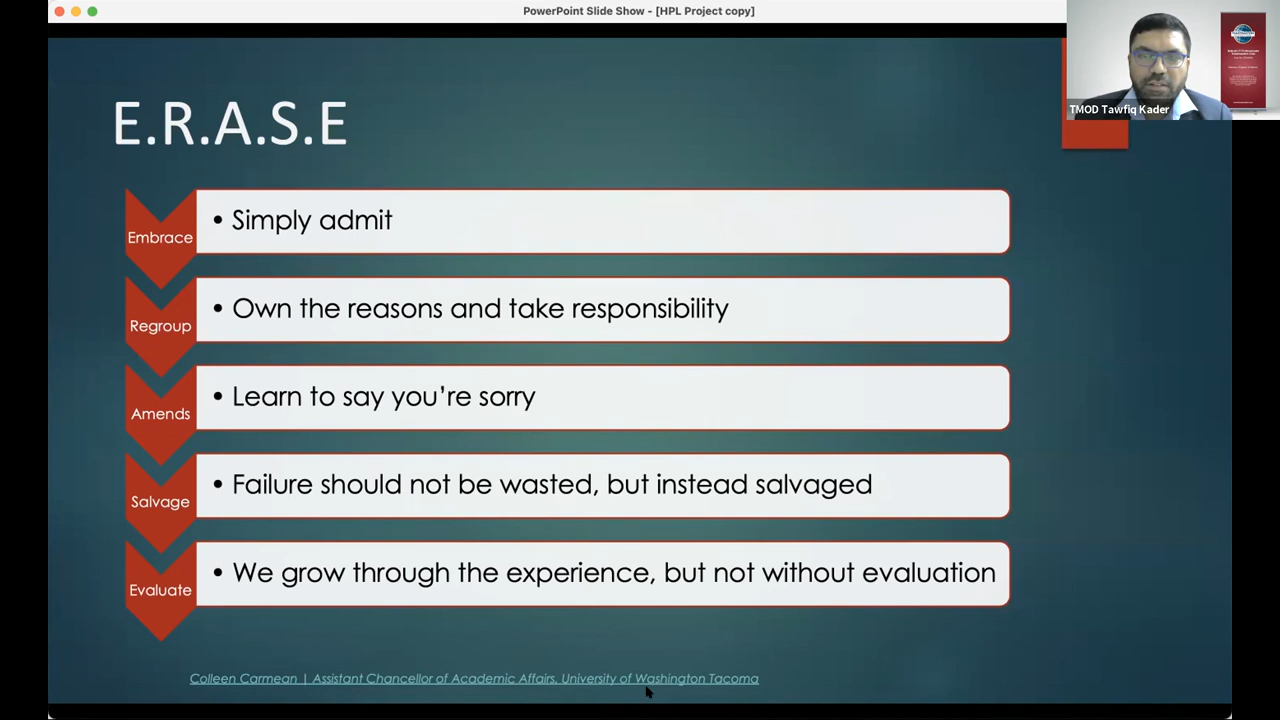 PowerPoint Slide Show - [HPL Project copy]
TMOD Tawfiq Kader
E.R.A.S.E
Embrace
• Simply admit
Regroup
• Own the reasons and take responsibility
Amends
• Learn to say you're sorry
Salvage
• Failure should not be wasted, but instead salvaged
Evaluate
• We grow through the experience, but not without evaluation
Colleen Carmean | Assistant Chancellor of Academic Affairs, University of Washington Tacoma